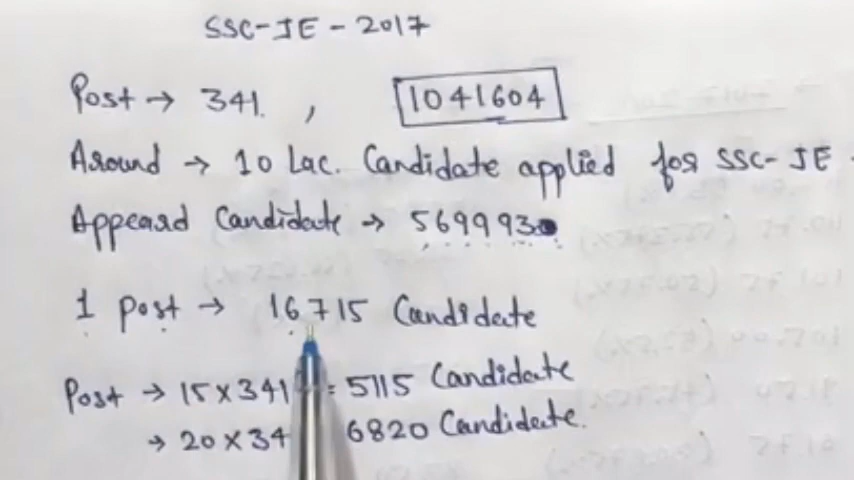 SSC-JE - 2017
Post → 341, 1041604
Around → 10 Lac. Candidate applied for SSC-JE
Appeard Candidate → 569993
1 post → 16715 Candidate
Post → 15 x 341 = 5115 Candidate
→ 20 x 34 6820 Candidate.